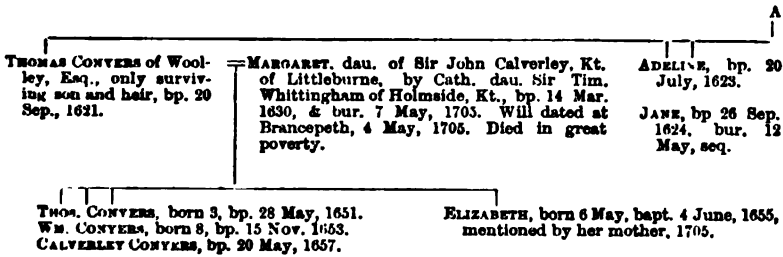 A
THOMAS CONYERS of Wool-
ley, Esq., only surviv-
ing son and heir, bp. 20
Sep., 1621.
MARGARET, dau. of Sir John Calverley, Kt.
of Littleburne, by Cath. dau. Sir Tim.
Whittingham of Holmside, Kt., bp. 14 Mar.
1630, & bur. 7 May, 1705. Will dated at
Brancepeth, 4 May, 1705. Died in great
poverty.
ADELINE, bp. 20
July, 1623.
JANE, bp 26 Sep.
1624, bur. 12
May, seq.
THOS. CONYERS, born 3, bp. 28 May, 1651.
WM. CONYERS, born 8, bp. 15 Nov. 1653.
CALVERLEY CONYERS, bp. 20 May, 1657.
ELIZABETH, born 6 May, bapt. 4 June, 1655,
mentioned by her mother, 1705.